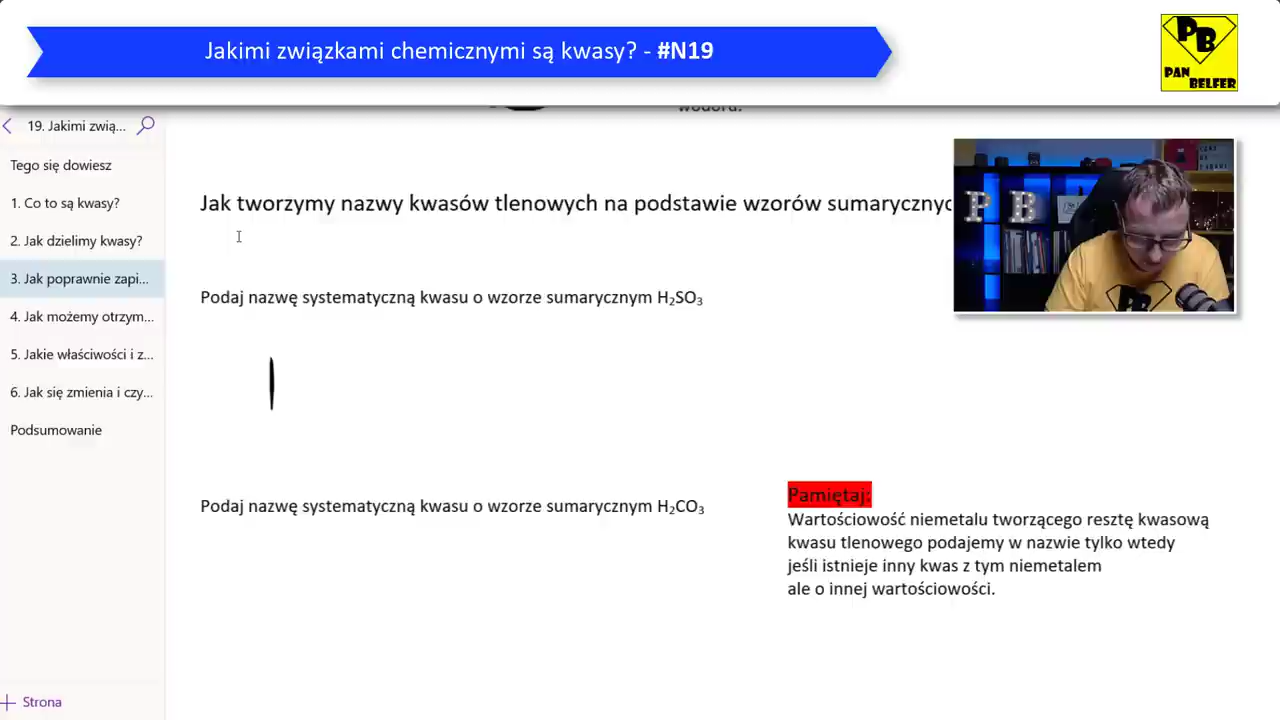 Jakimi związkami chemicznymi są kwasy? - #N19
PB
PAN
BELFER
wodoru.
19. Jakimi zwią...
Tego się dowiesz
1. Co to są kwasy?
2. Jak dzielimy kwasy?
3. Jak poprawnie zapi...
4. Jak możemy otrzym...
5. Jakie właściwości i z...
6. Jak się zmienia i czy...
Podsumowanie
Strona
Jak tworzymy nazwy kwasów tlenowych na podstawie wzorów sumaryczny
Podaj nazwę systematyczną kwasu o wzorze sumarycznym H₂SO₃
Podaj nazwę systematyczną kwasu o wzorze sumarycznym H₂CO₃
Pamiętaj:
Wartościowość niemetalu tworzącego resztę kwasową
kwasu tlenowego podajemy w nazwie tylko wtedy
jeśli istnieje inny kwas z tym niemetalem
ale o innej wartościowości.
P B
PB